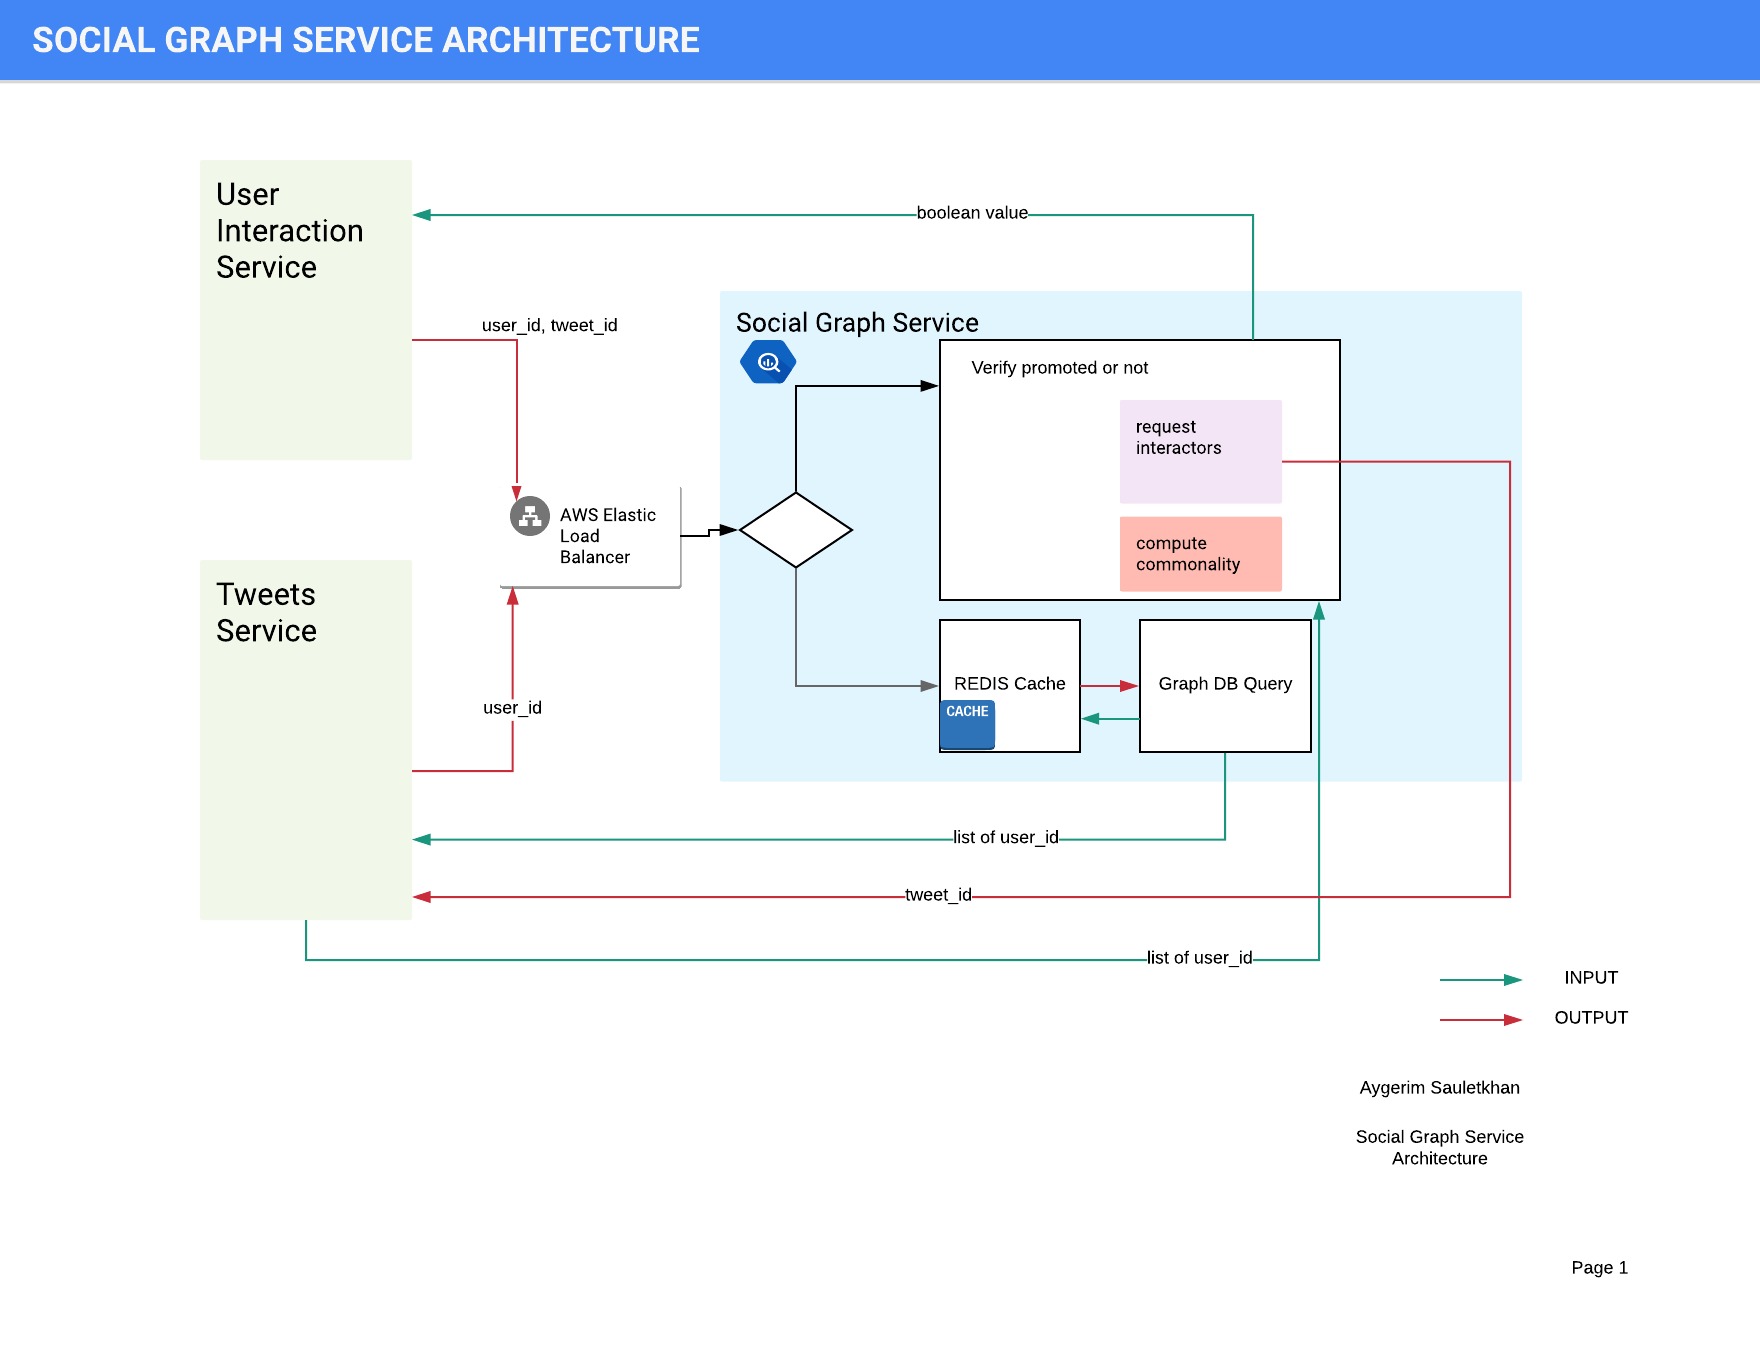 SOCIAL GRAPH SERVICE ARCHITECTURE
User
Interaction
Service
boolean value
user_id, tweet_id
Social Graph Service
Verify promoted or not
request
interactors
AWS Elastic
Load
Balancer
compute
commonality
Tweets
Service
user_id
REDIS Cache
CACHE
Graph DB Query
list of user_id
tweet_id
list of user_id
INPUT
OUTPUT
Aygerim Sauletkhan
Social Graph Service
Architecture
Page 1